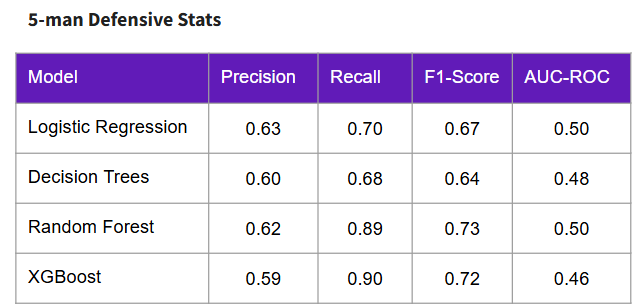 5-man Defensive Stats
Model Precision Recall F1-Score AUC-ROC
Logistic Regression 0.63 0.70 0.67 0.50
Decision Trees 0.60 0.68 0.64 0.48
Random Forest 0.62 0.89 0.73 0.50
XGBoost 0.59 0.90 0.72 0.46